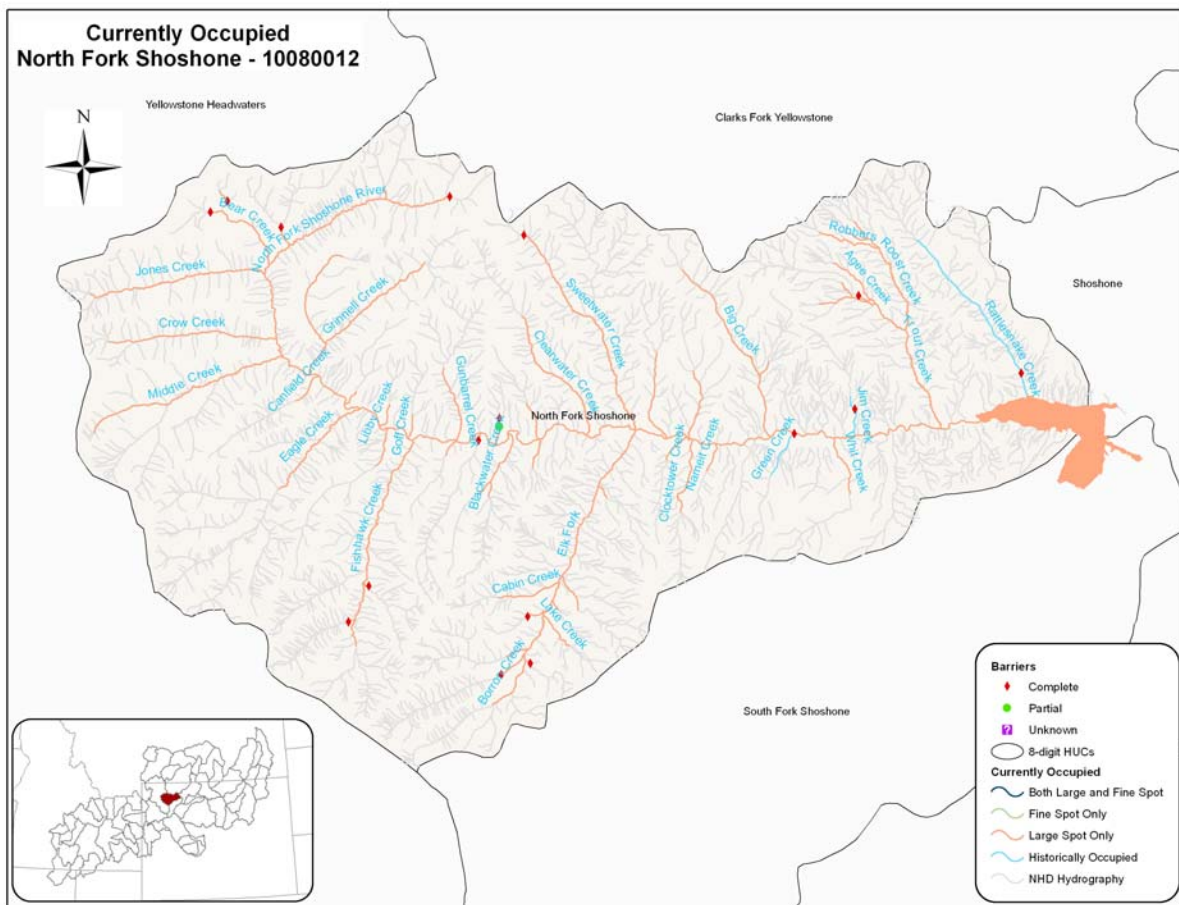 Currently Occupied
North Fork Shoshone - 10080012
Yellowstone Headwaters
Clarks Fork Yellowstone
N
Shoshone
Bear Creek
North Fork Shoshone River
Jones Creek
Robbers Roost Creek
Agee Creek
Rattlesnake Creek
Sweetwater Creek
Grinnell Creek
Big Creek
Crow Creek
Clearwater Creek
Trout Creek
Middle Creek
Canfield Creek
Gunbarrel Creek
Libby Creek
Goff Creek
North Fork Shoshone
Jim Creek
Eagle Creek
Blackwater Creek
Clocktower Creek
Nameit Creek
Green Creek
Whit Creek
Fishhawk Creek
Elk Fork
Cabin Creek
Lake Creek
Borron Creek
South Fork Shoshone
Barriers
Complete
Partial
?
Unknown
8-digit HUCs
Currently Occupied
Both Large and Fine Spot
Fine Spot Only
Large Spot Only
Historically Occupied
NHD Hydrography